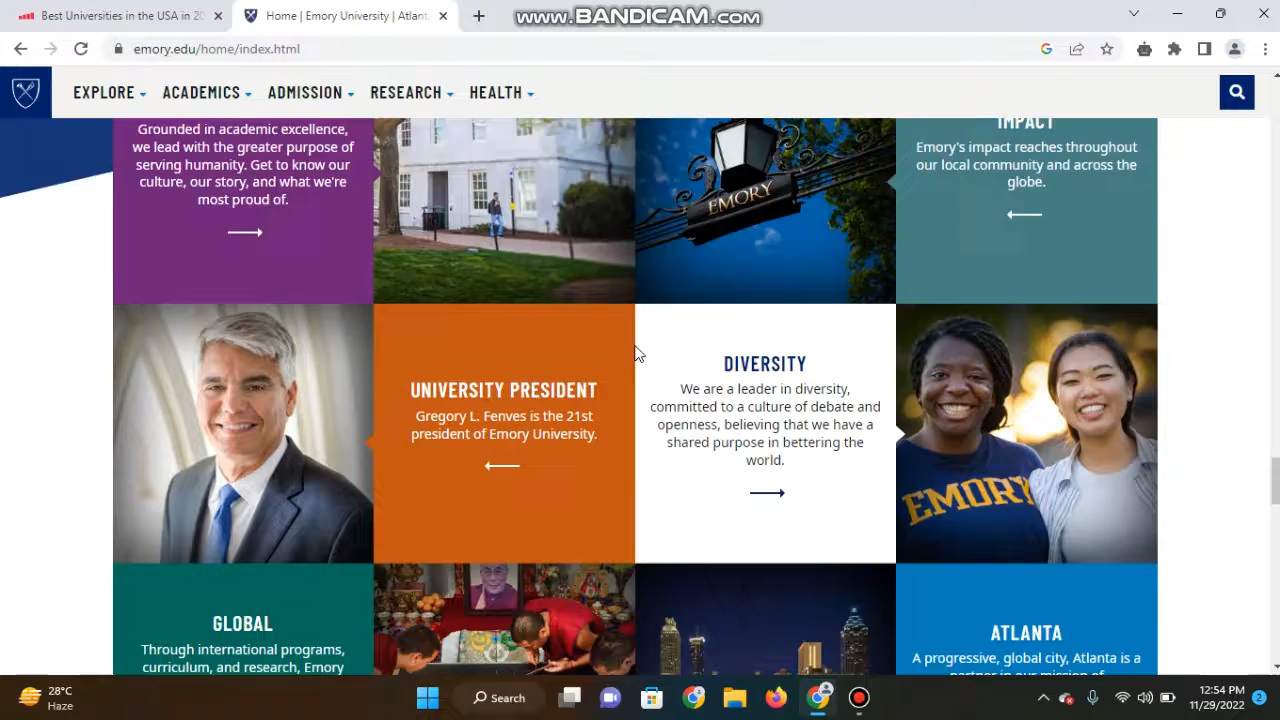 Best Universities in the USA in 20
Home | Emory University | Atlant
www.BANDICAM.com
emory.edu/home/index.html
EXPLORE
ACADEMICS
ADMISSION
RESEARCH
HEALTH
Grounded in academic excellence,
we lead with the greater purpose of
serving humanity. Get to know our
culture, our story, and what we're
most proud of.
EMORY
IMPACT
Emory's impact reaches throughout
our local community and across the
globe.
UNIVERSITY PRESIDENT
Gregory L. Fenves is the 21st
president of Emory University.
DIVERSITY
We are a leader in diversity,
committed to a culture of debate and
openness, believing that we have a
shared purpose in bettering the
world.
EMORY
GLOBAL
Through international programs,
curriculum, and research, Emory
ATLANTA
A progressive, global city, Atlanta is a
partner in our mission of
28°C
Haze
Search
12:54 PM
11/29/2022
2